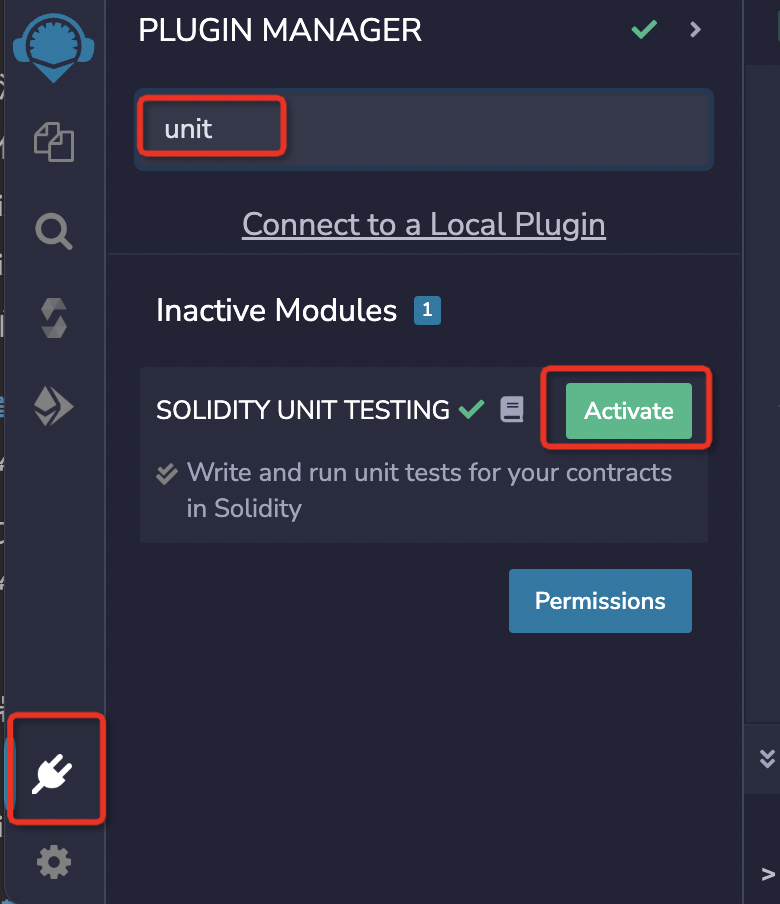 PLUGIN MANAGER
unit
Connect to a Local Plugin
Inactive Modules 1
SOLIDITY UNIT TESTING Activate
Write and run unit tests for your contracts
in Solidity
Permissions
>